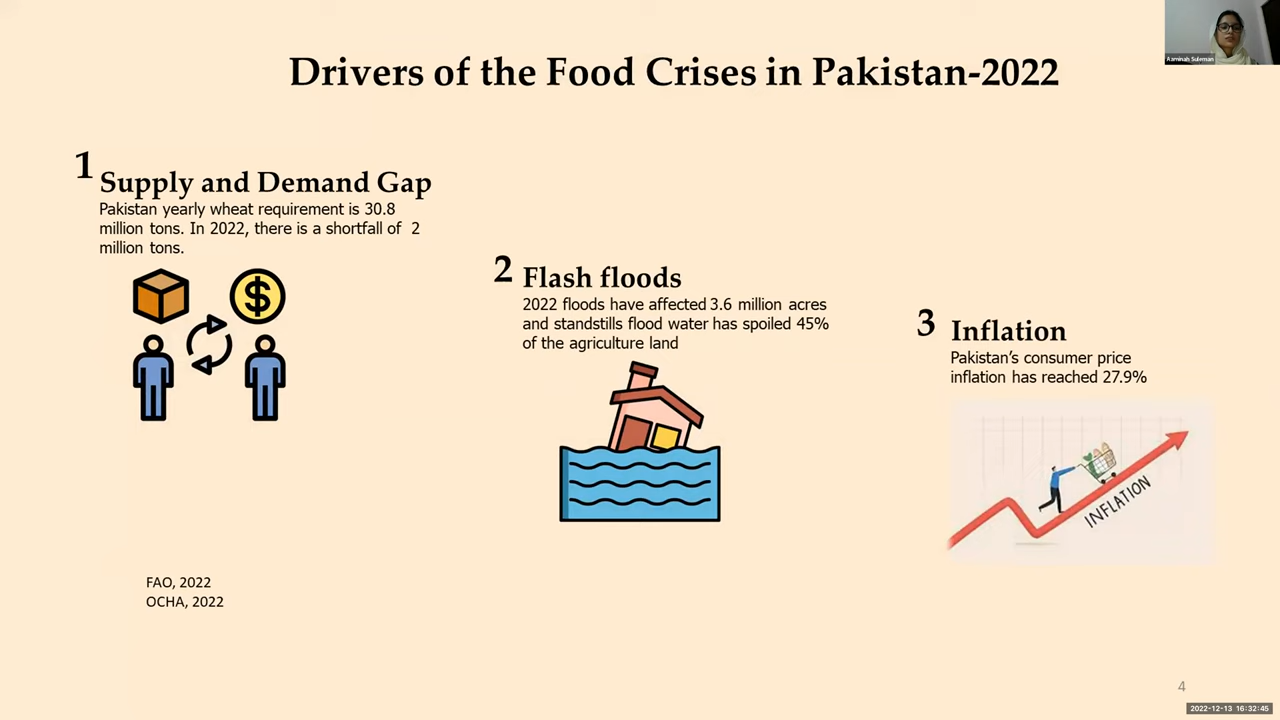 Drivers of the Food Crises in Pakistan-2022
Aaminah Suleman
1
Supply and Demand Gap
Pakistan yearly wheat requirement is 30.8
million tons. In 2022, there is a shortfall of 2
million tons.
2
Flash floods
2022 floods have affected 3.6 million acres
and standstills flood water has spoiled 45%
of the agriculture land
3
Inflation
Pakistan’s consumer price
inflation has reached 27.9%
$
INFLATION
FAO, 2022
OCHA, 2022
4
2022-12-13 16:32:45